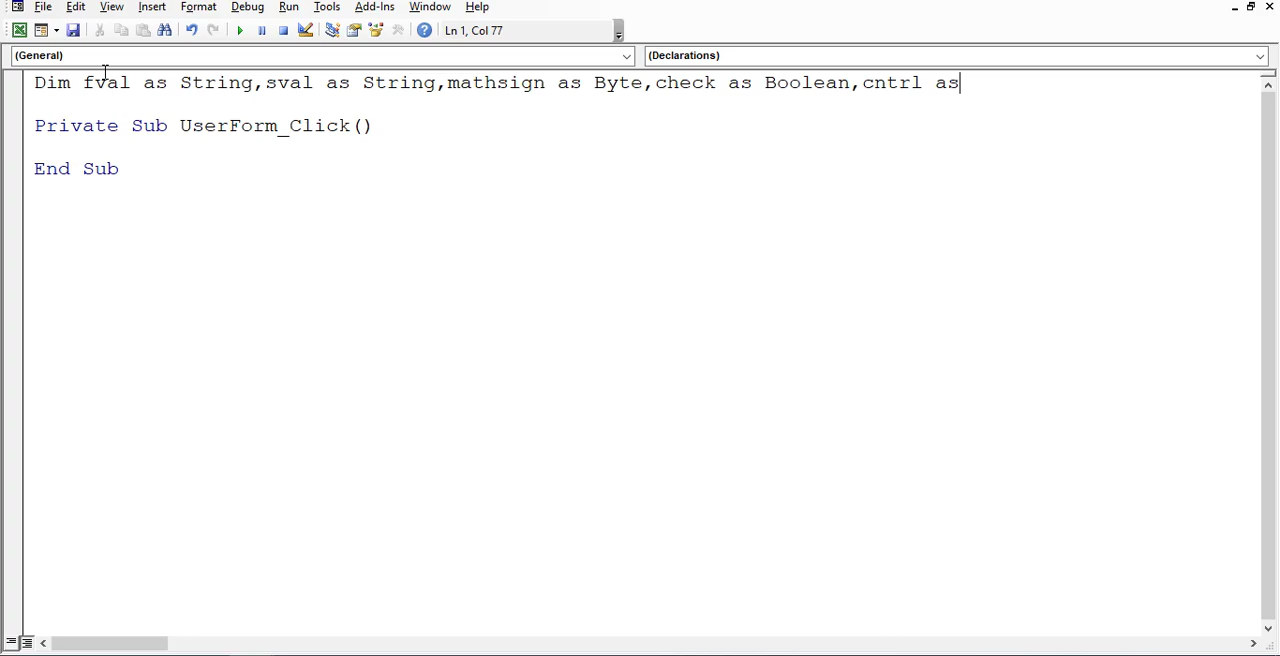 File Edit View Insert Format Debug Run Tools Add-Ins Window Help
Ln 1, Col 77
(General) (Declarations)
Dim fval as String,sval as String,mathsign as Byte,check as Boolean,cntrl as
Private Sub UserForm_Click()
End Sub